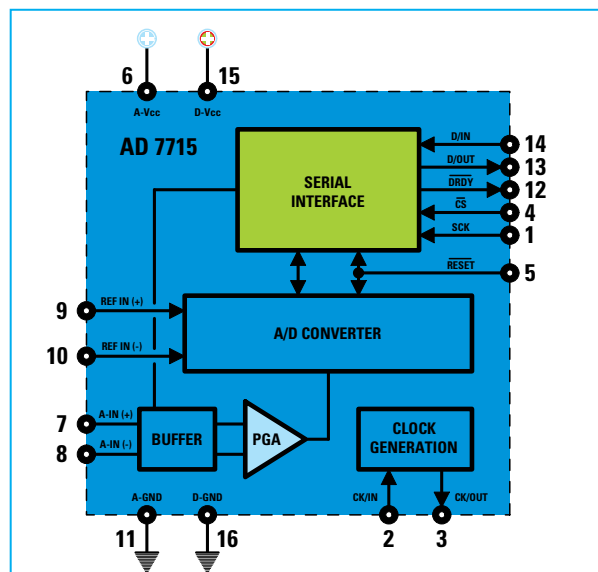 6 15
A-Vcc D-Vcc
AD 7715
SERIAL
INTERFACE
D/IN 14
D/OUT 13
DRDY 12
CS 4
SCK 1
RESET 5
9 REF IN (+)
10 REF IN (-)
A/D CONVERTER
7 A-IN (+)
8 A-IN (-)
BUFFER
PGA
CLOCK
GENERATION
A-GND D-GND
CK/IN CK/OUT
11 16 2 3